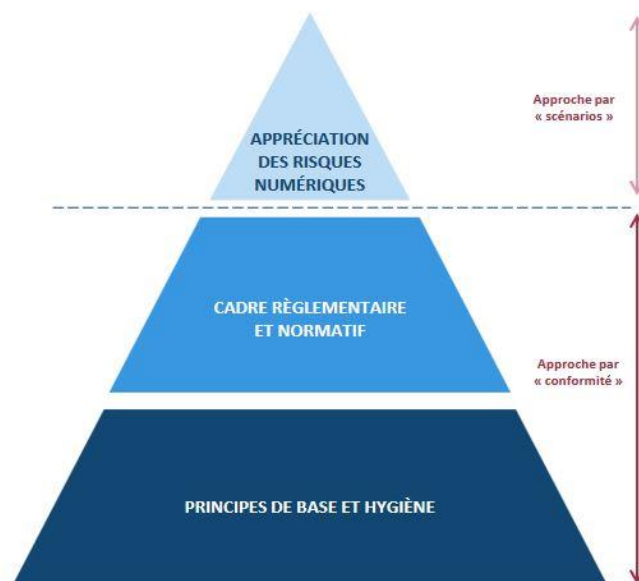 Approche par
« scénarios »
APPRÉCIATION
DES RISQUES
NUMÉRIQUES
CADRE RÈGLEMENTAIRE
ET NORMATIF
Approche par
« conformité »
PRINCIPES DE BASE ET HYGIÈNE